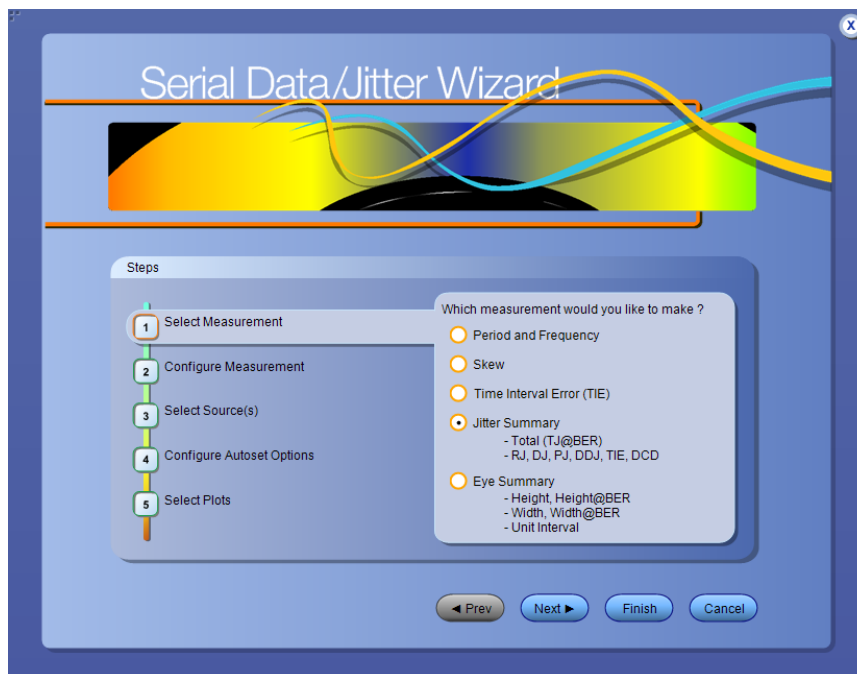 X
Serial Data/Jitter Wizard
Steps
1 Select Measurement
2 Configure Measurement
3 Select Source(s)
4 Configure Autoset Options
5 Select Plots
Which measurement would you like to make ?
Period and Frequency
Skew
Time Interval Error (TIE)
Jitter Summary
- Total (TJ@BER)
- RJ, DJ, PJ, DDJ, TIE, DCD
Eye Summary
- Height, Height@BER
- Width, Width@BER
- Unit Interval
◄ Prev Next ► Finish Cancel